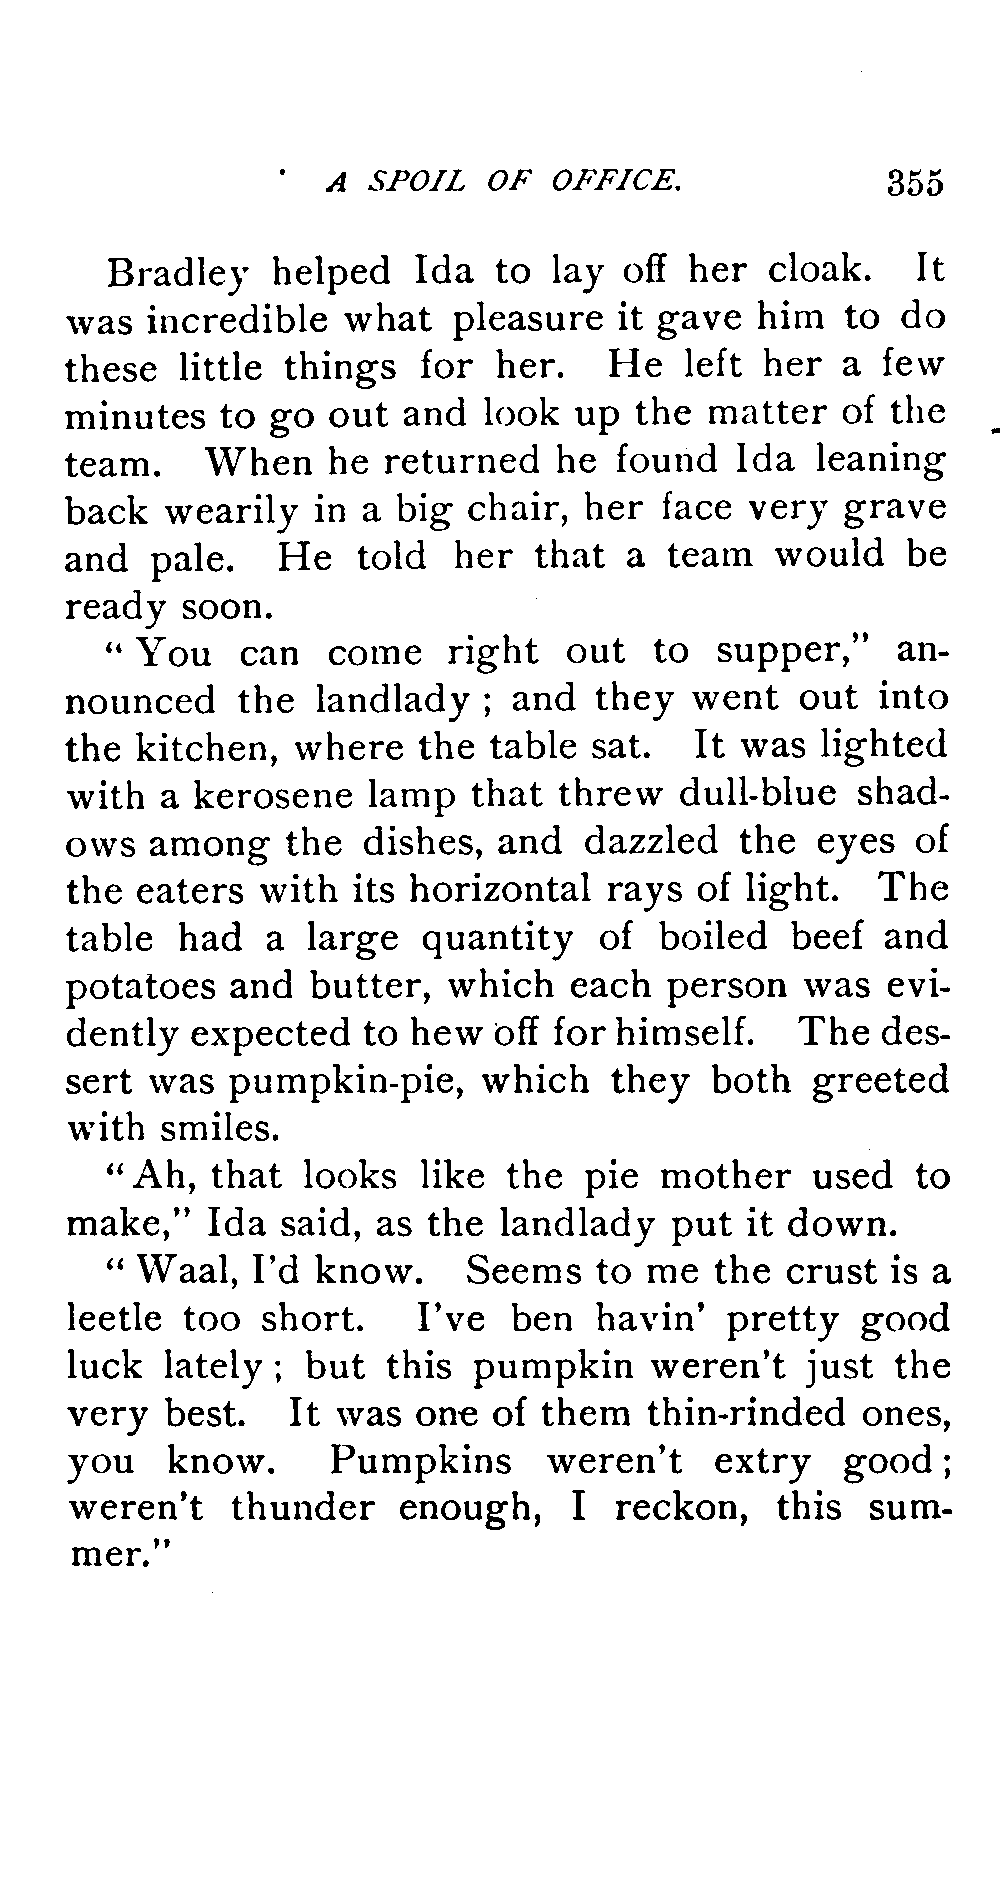 A SPOIL OF OFFICE. 355
Bradley helped Ida to lay off her cloak. It
was incredible what pleasure it gave him to do
these little things for her. He left her a few
minutes to go out and look up the matter of the
team. When he returned he found Ida leaning
back wearily in a big chair, her face very grave
and pale. He told her that a team would be
ready soon.
“ You can come right out to supper,” an-
nounced the landlady ; and they went out into
the kitchen, where the table sat. It was lighted
with a kerosene lamp that threw dull-blue shad-
ows among the dishes, and dazzled the eyes of
the eaters with its horizontal rays of light. The
table had a large quantity of boiled beef and
potatoes and butter, which each person was evi-
dently expected to hew off for himself. The des-
sert was pumpkin-pie, which they both greeted
with smiles.
“ Ah, that looks like the pie mother used to
make,” Ida said, as the landlady put it down.
“ Waal, I’d know. Seems to me the crust is a
leetle too short. I’ve ben havin’ pretty good
luck lately ; but this pumpkin weren’t just the
very best. It was one of them thin-rinded ones,
you know. Pumpkins weren’t extry good ;
weren’t thunder enough, I reckon, this sum-
mer.”